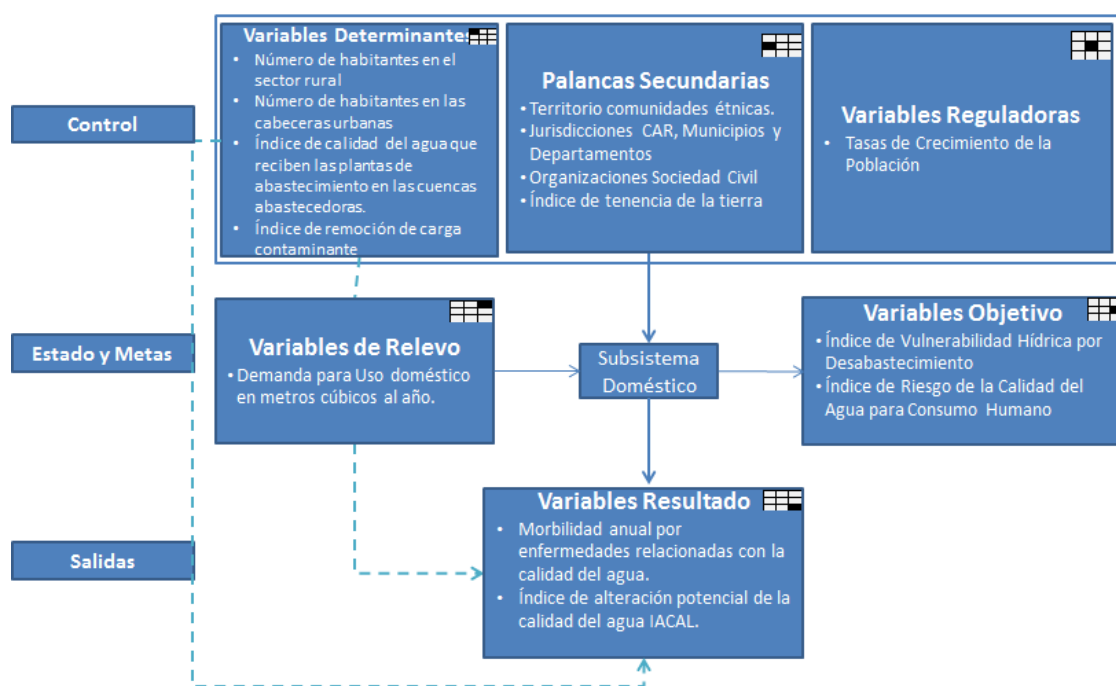 Control
Variables Determantes
• Número de habitantes en el
sector rural
• Número de habitantes en las
cabeceras urbanas
• Índice de calidad del agua que
reciben las plantas de
abastecimiento en las cuencas
abastecedoras.
• Índice de remoción de carga
contaminante
Palancas Secundarias
• Territorio comunidades étnicas.
• Jurisdicciones CAR, Municipios y
Departamentos
• Organizaciones Sociedad Civil
• Índice de tenencia de la tierra
Variables Reguladoras
• Tasas de Crecimiento de la
Población
Estado y Metas
Variables de Relevo
• Demanda para Uso doméstico
en metros cúbicos al año.
Subsistema
Doméstico
Variables Objetivo
• Índice de Vulnerabilidad Hídrica por
Desabastecimiento
• Índice de Riesgo de la Calidad del
Agua para Consumo Humano
Salidas
Variables Resultado
• Morbilidad anual por
enfermedades relacionadas con la
calidad del agua.
• Índice de alteración potencial de la
calidad del agua IACAL.